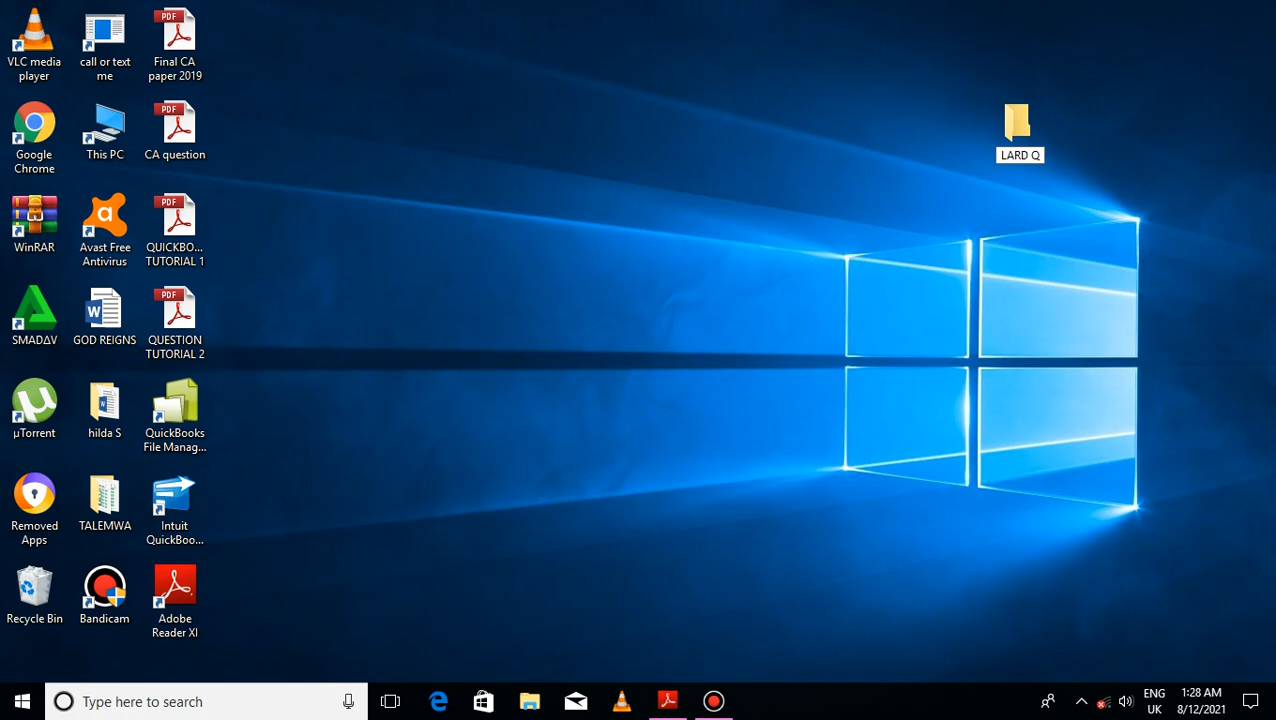 VLC media
player
call or text
me
Final CA
paper 2019
Google
Chrome
This PC
CA question
WinRAR
Avast Free
Antivirus
QUICKBO...
TUTORIAL 1
SMADΔV
GOD REIGNS
QUESTION
TUTORIAL 2
µTorrent
hilda S
QuickBooks
File Manag...
Removed
Apps
TALEMWA
Intuit
QuickBoo...
Recycle Bin
Bandicam
Adobe
Reader XI
PDF
PDF
PDF
PDF
LARD Q
Type here to search
ENG
UK
1:28 AM
8/12/2021